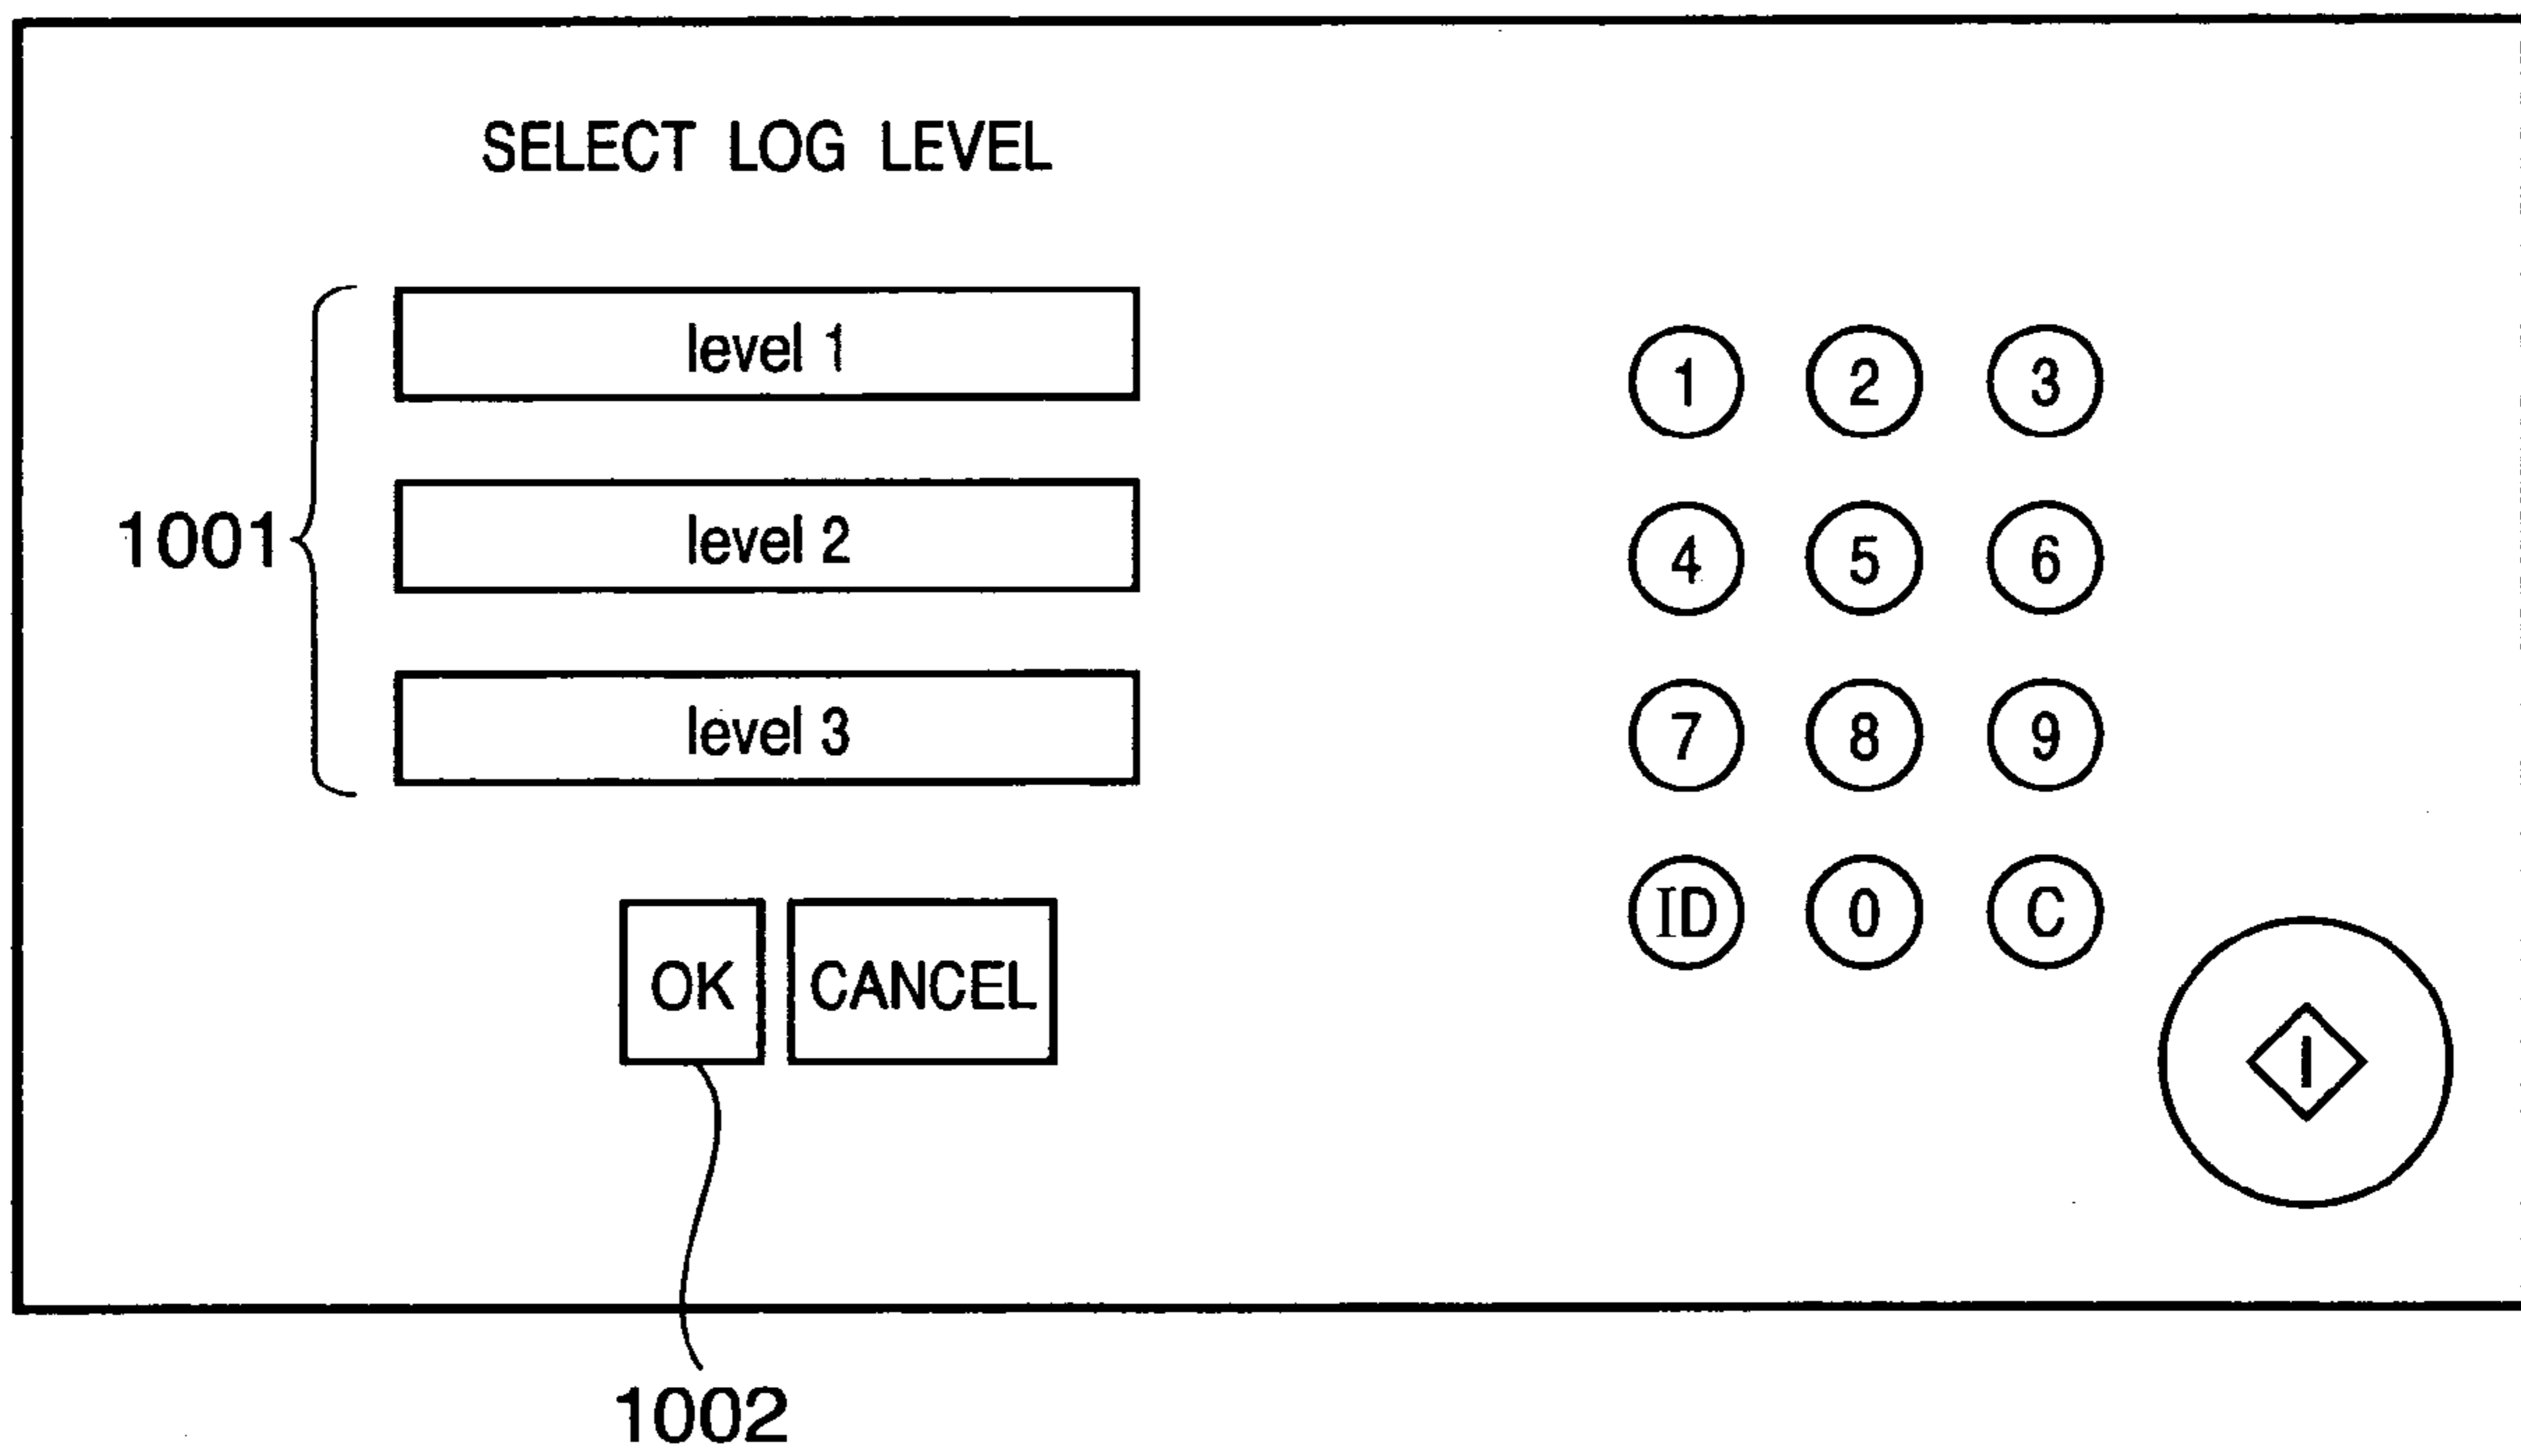 SELECT LOG LEVEL
level 1
1001
level 2
level 3
OK CANCEL
1002
1 2 3
4 5 6
7 8 9
ID 0 C